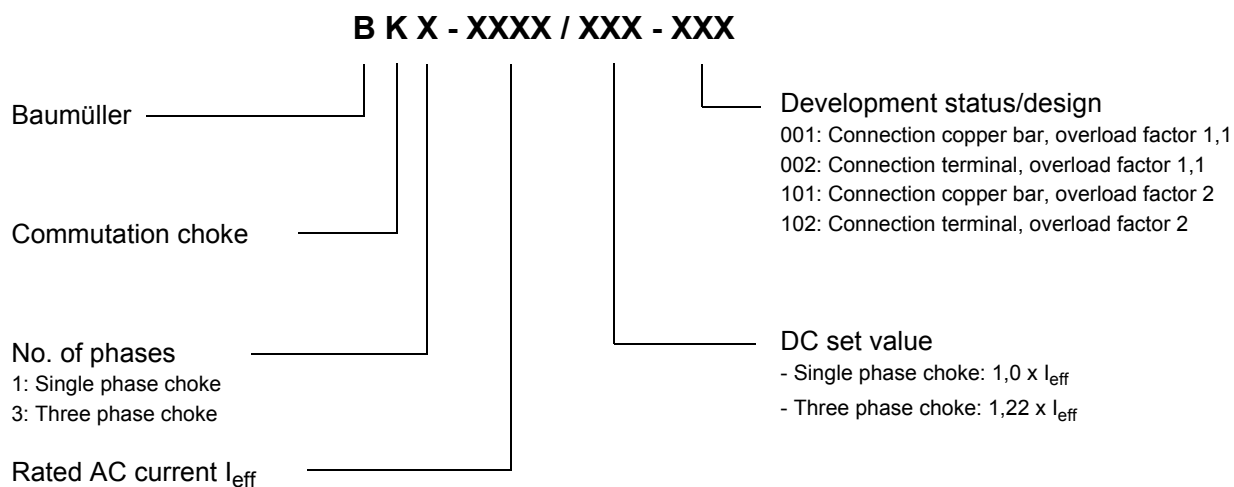 B K X - XXXX / XXX - XXX
Baumüller
Commutation choke
No. of phases
1: Single phase choke
3: Three phase choke
Rated AC current Ieff
Development status/design
001: Connection copper bar, overload factor 1,1
002: Connection terminal, overload factor 1,1
101: Connection copper bar, overload factor 2
102: Connection terminal, overload factor 2
DC set value
- Single phase choke: 1,0 x Ieff
- Three phase choke: 1,22 x Ieff